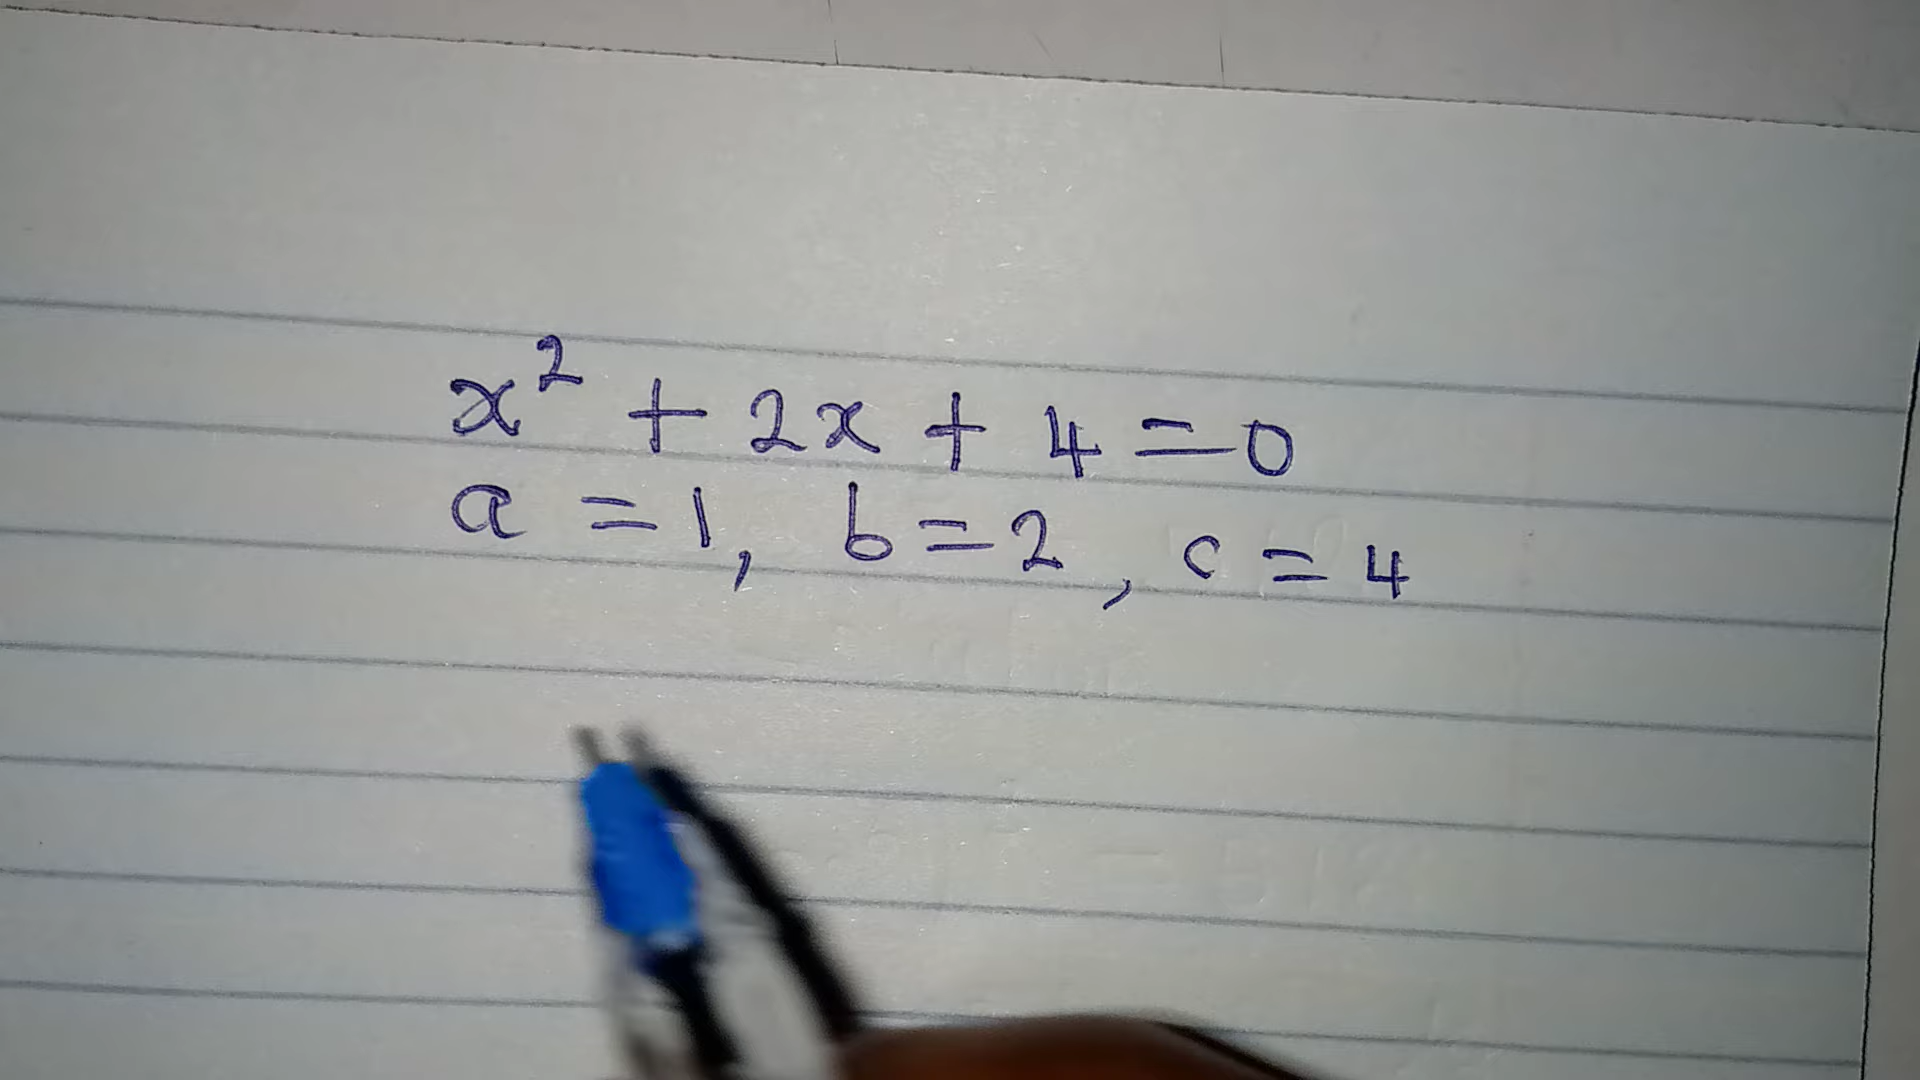 x² + 2x + 4 = 0
a = 1, b = 2, c = 4